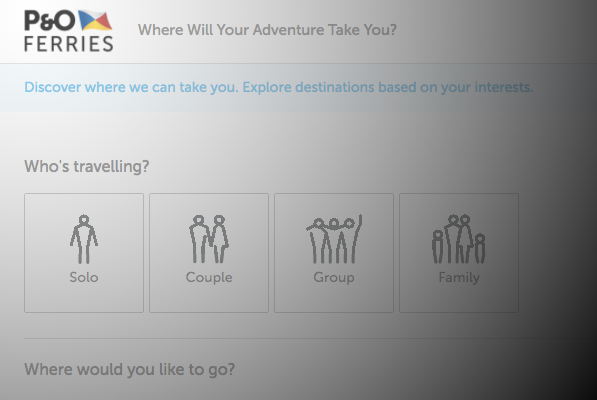 P&O
FERRIES
Where Will Your Adventure Take You?
Discover where we can take you. Explore destinations based on your interests.
Who's travelling?
Solo
Couple
Group
Family
Where would you like to go?